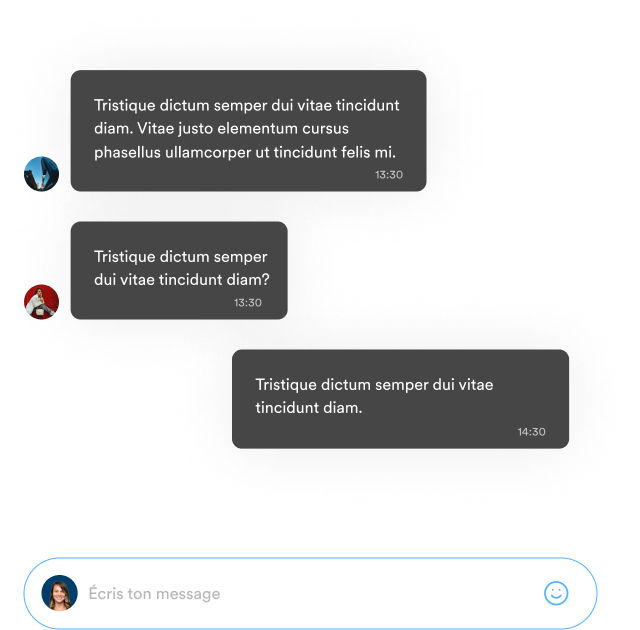 Tristique dictum semper dui vitae tincidunt
diam. Vitae justo elementum cursus
phasellus ullamcorper ut tincidunt felis mi.
13:30
Tristique dictum semper
dui vitae tincidunt diam?
13:30
Tristique dictum semper dui vitae
tincidunt diam.
14:30
Écris ton message